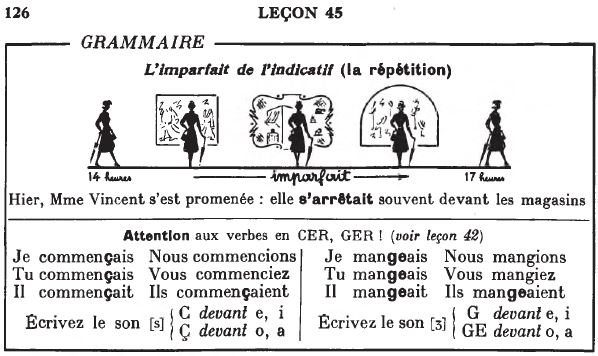 126 LEÇON 45
GRAMMAIRE
L'imparfait de l'indicatif (la répétition)
14 heures imparfait 17 heures
Hier, Mme Vincent s'est promenée : elle s'arrêtait souvent devant les magasins
Attention aux verbes en CER, GER ! (voir leçon 42)
Je commençais Nous commencions Je mangeais Nous mangions
Tu commençais Vous commenciez Tu mangeais Vous mangiez
Il commençait Ils commençaient Il mangeait Ils mangeaient
Écrivez le son [s] { C devant e, i Écrivez le son [ʒ] { G devant e, i
Ç devant o, a GE devant o, a